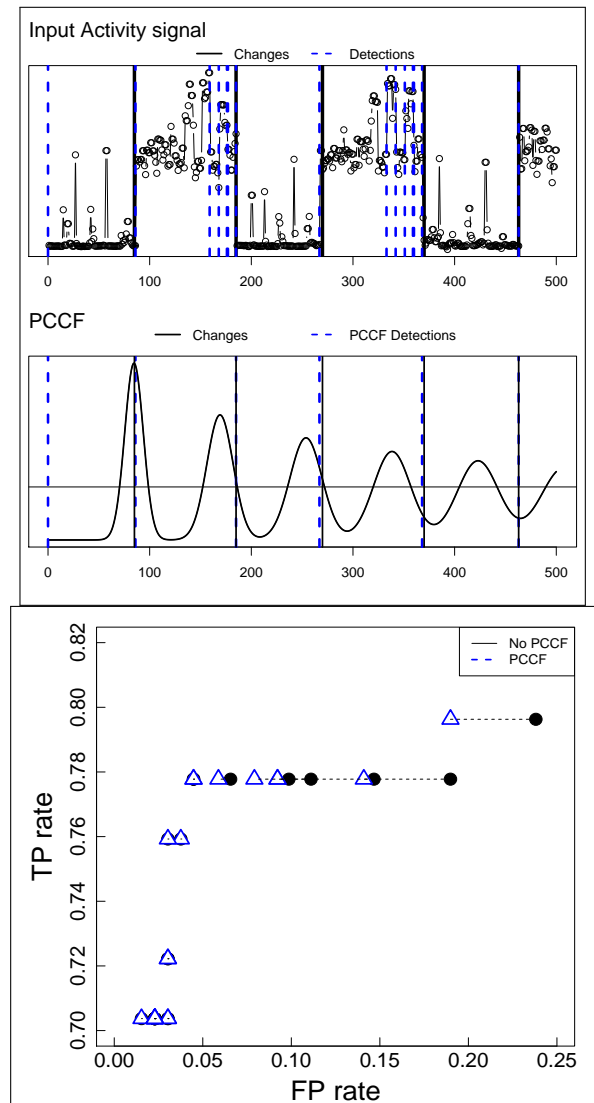 Input Activity signal
Changes Detections
0 100 200 300 400 500
PCCF
Changes PCCF Detections
0 100 200 300 400 500
No PCCF
PCCF
TP rate
0.82
0.80
0.78
0.76
0.74
0.72
0.70
0.00 0.05 0.10 0.15 0.20 0.25
FP rate